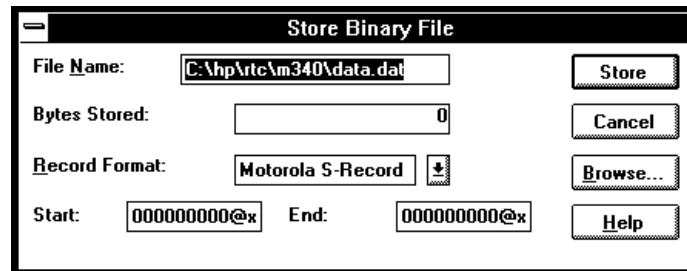 Store Binary File
File Name: C:\hp\rtc\m340\data.dat Store
Bytes Stored: 0 Cancel
Record Format: Motorola S-Record Browse...
Start: 000000000@x End: 000000000@x Help